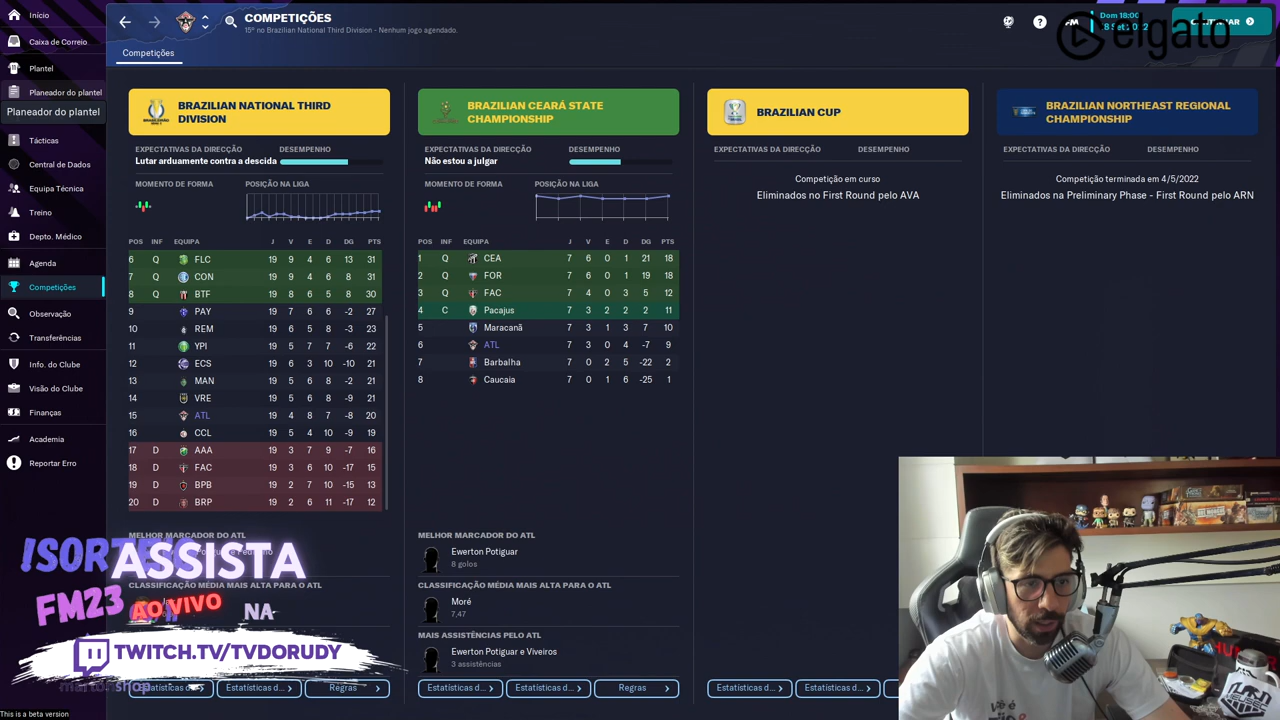 Início
Caixa de Correio
Plantel
Planeador do plantel
Planeador do plantel
Tácticas
Central de Dados
Equipa Técnica
Treino
Depto. Médico
Agenda
Competições
Observação
Transferências
Info. do Clube
Visão do Clube
Finanças
Academia
Reportar Erro
This is a beta version
COMPETIÇÕES
15º no Brazilian National Third Division - Nenhum jogo agendado.
FM
Dom 18:00
elgato
Competições
BRAZILIAN NATIONAL THIRD
DIVISION
EXPECTATIVAS DA DIRECÇÃO DESEMPENHO
Lutar arduamente contra a descida
MOMENTO DE FORMA POSIÇÃO NA LIGA
POS INF EQUIPA J V E D DG PTS
6 Q FLC 19 9 4 6 13 31
7 Q CON 19 9 4 6 8 31
8 Q BTF 19 8 6 5 8 30
9 PAY 19 7 6 6 -2 27
10 REM 19 6 5 8 -3 23
11 YPI 19 5 7 7 -6 22
12 ECS 19 6 3 10 -10 21
13 MAN 19 5 6 8 -2 21
14 VRE 19 5 6 8 -9 21
15 ATL 19 4 8 7 -8 20
16 CCL 19 5 4 10 -9 19
17 D AAA 19 3 7 9 -7 16
18 D FAC 19 3 6 10 -17 15
19 D BPB 19 2 7 10 -15 13
20 D BRP 19 2 6 11 -17 12
MELHOR MARCADOR DO ATL
CLASSIFICAÇÃO MÉDIA MAIS ALTA PARA O ATL
ASSISTA
FM23
AO VIVO
NA
TWITCH.TV/TVDORUDY
Estatísticas d... Regras
BRAZILIAN CEARÁ STATE
CHAMPIONSHIP
EXPECTATIVAS DA DIRECÇÃO DESEMPENHO
Não estou a julgar
MOMENTO DE FORMA POSIÇÃO NA LIGA
POS INF EQUIPA J V E D DG PTS
1 Q CEA 7 6 0 1 21 18
2 Q FOR 7 6 0 1 19 18
3 Q FAC 7 4 0 3 5 12
4 C Pacajus 7 3 2 2 2 11
5 Maracanã 7 3 1 3 7 10
6 ATL 7 3 0 4 -7 9
7 Barbalha 7 0 2 5 -22 2
8 Caucaia 7 0 1 6 -25 1
MELHOR MARCADOR DO ATL
Ewerton Potiguar
8 golos
CLASSIFICAÇÃO MÉDIA MAIS ALTA PARA O ATL
Moré
7,47
MAIS ASSISTÊNCIAS PELO ATL
Ewerton Potiguar e Viveiros
3 assistências
Estatísticas d... Estatísticas d... Regras
BRAZILIAN CUP
EXPECTATIVAS DA DIRECÇÃO DESEMPENHO
Competição em curso
Eliminados no First Round pelo AVA
Estatísticas d... Estatísticas d...
BRAZILIAN NORTHEAST REGIONAL
CHAMPIONSHIP
EXPECTATIVAS DA DIRECÇÃO DESEMPENHO
Competição terminada em 4/5/2022
Eliminados na Preliminary Phase - First Round pelo ARN